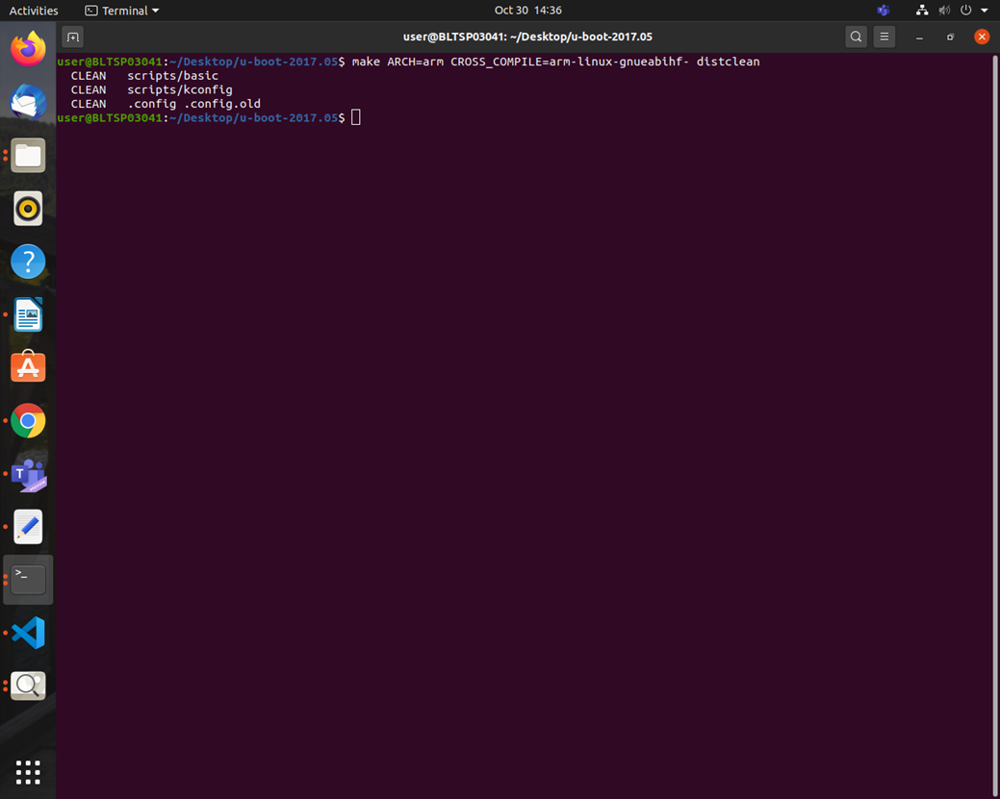 Activities Terminal Oct 30 14:36
user@BLTSP03041: ~/Desktop/u-boot-2017.05
user@BLTSP03041:~/Desktop/u-boot-2017.05$ make ARCH=arm CROSS_COMPILE=arm-linux-gnueabihf- distclean
CLEAN scripts/basic
CLEAN scripts/kconfig
CLEAN .config .config.old
user@BLTSP03041:~/Desktop/u-boot-2017.05$